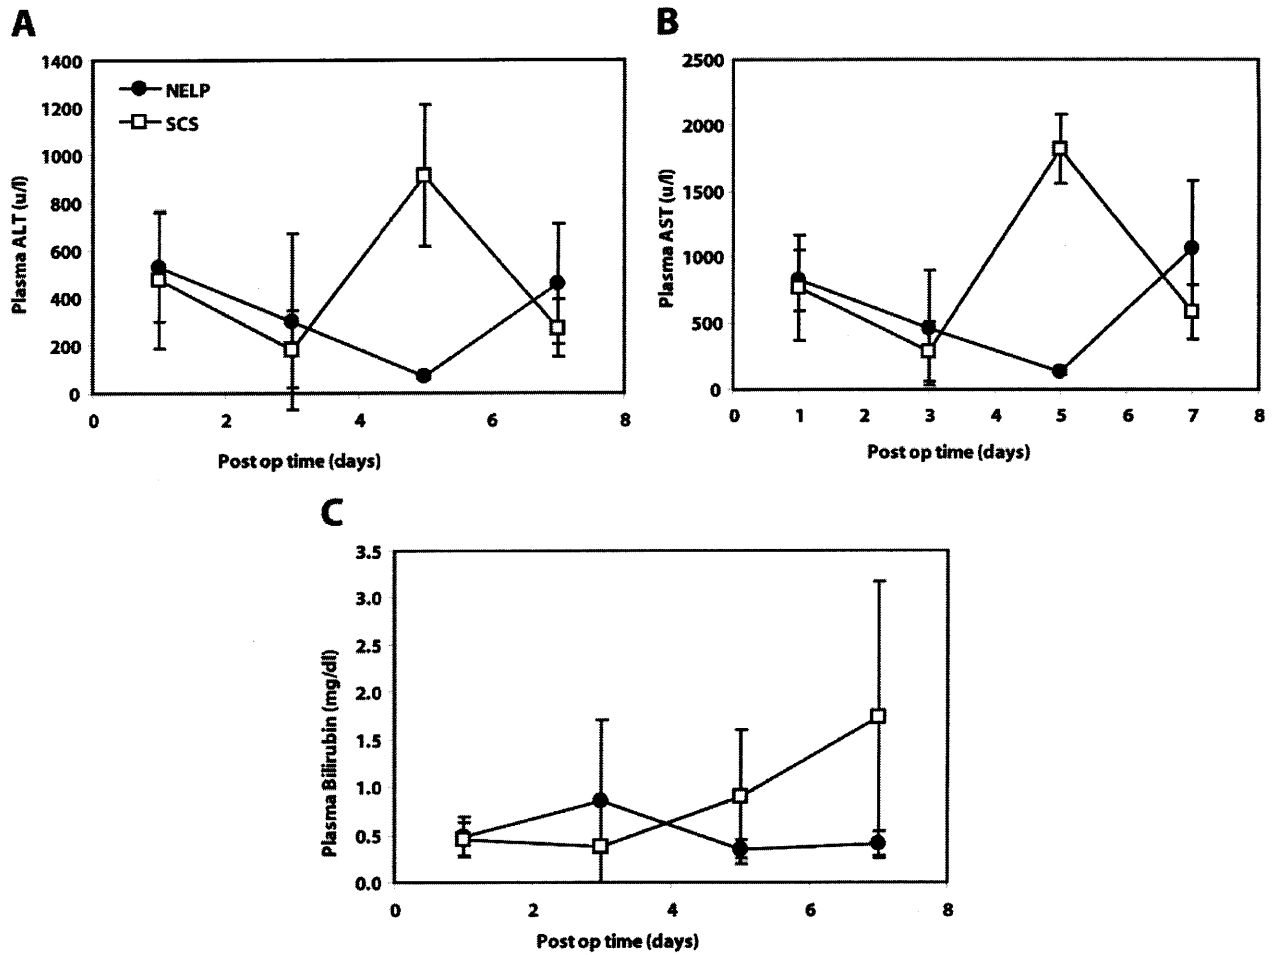 A
Plasma ALT (u/l)
1400
1200
1000
800
600
400
200
0
NELP
SCS
0 2 4 6 8
Post op time (days)
B
Plasma AST (u/l)
2500
2000
1500
1000
500
0
0 1 2 3 4 5 6 7 8
Post op time (days)
C
Plasma Bilirubin (mg/dl)
3.5
3.0
2.5
2.0
1.5
1.0
0.5
0.0
0 2 4 6 8
Post op time (days)